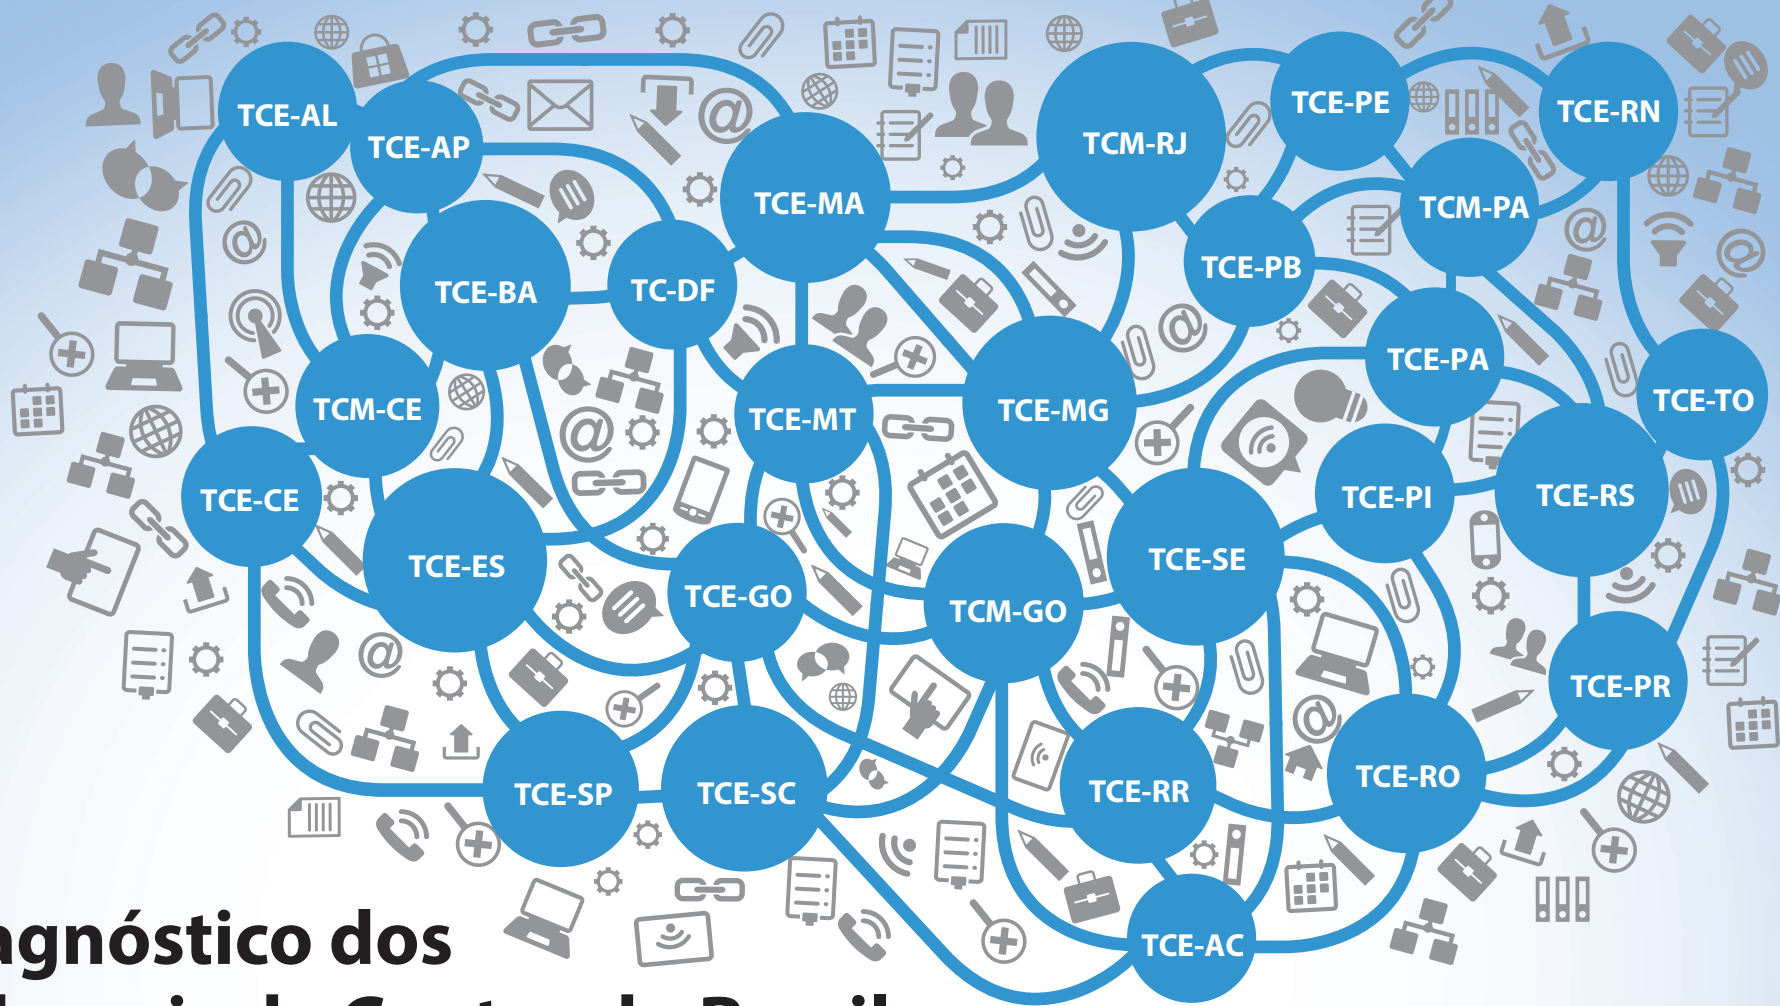 TCE-AL
TCE-AP
TCE-MA
TCM-RJ
TCE-PE
TCE-RN
TCM-PA
TCE-BA
TC-DF
TCE-PB
TCE-PA
TCE-TO
TCM-CE
TCE-MT
TCE-MG
TCE-CE
TCE-PI
TCE-RS
TCE-ES
TCE-GO
TCM-GO
TCE-SE
TCE-PR
TCE-SP
TCE-SC
TCE-RR
TCE-RO
TCE-AC
agnóstico dos